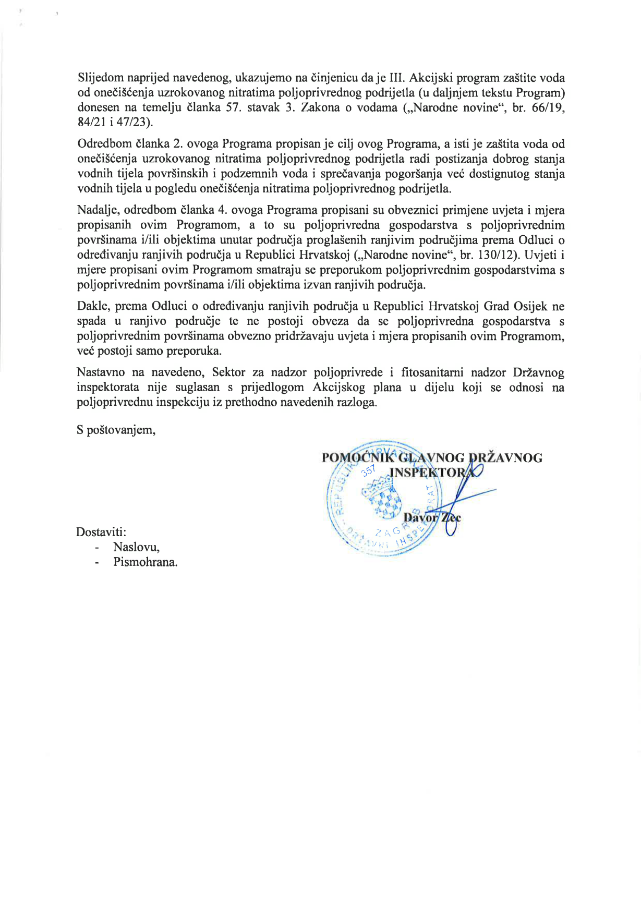 Slijedom naprijed navedenog, ukazujemo na činjenicu da je III. Akcijski program zaštite voda
od onečišćenja uzrokovanog nitratima poljoprivrednog podrijetla (u daljnjem tekstu Program)
donesen na temelju članka 57. stavak 3. Zakona o vodama („Narodne novine“, br. 66/19,
84/21 i 47/23).
Odredbom članka 2. ovoga Programa propisan je cilj ovog Programa, a isti je zaštita voda od
onečišćenja uzrokovanog nitratima poljoprivrednog podrijetla radi postizanja dobrog stanja
vodnih tijela površinskih i podzemnih voda i sprečavanja pogoršanja već dostignutog stanja
vodnih tijela u pogledu onečišćenja nitratima poljoprivrednog podrijetla.
Nadalje, odredbom članka 4. ovoga Programa propisani su obveznici primjene uvjeta i mjera
propisanih ovim Programom, a to su poljoprivredna gospodarstva s poljoprivrednim
površinama i/ili objektima unutar područja proglašenih ranjivim područjima prema Odluci o
određivanju ranjivih područja u Republici Hrvatskoj („Narodne novine“, br. 130/12). Uvjeti i
mjere propisani ovim Programom smatraju se preporukom poljoprivrednim gospodarstvima s
poljoprivrednim površinama i/ili objektima izvan ranjivih područja.
Dakle, prema Odluci o određivanju ranjivih područja u Republici Hrvatskoj Grad Osijek ne
spada u ranjivo područje te ne postoji obveza da se poljoprivredna gospodarstva s
poljoprivrednim površinama obvezno pridržavaju uvjeta i mjera propisanih ovim Programom,
već postoji samo preporuka.
Nastavno na navedeno, Sektor za nadzor poljoprivrede i fitosanitarni nadzor Državnog
inspektorata nije suglasan s prijedlogom Akcijskog plana u dijelu koji se odnosi na
poljoprivrednu inspekciju iz prethodno navedenih razloga.
S poštovanjem,
POMOĆNIK GLAVNOG DRŽAVNOG
INSPEKTORA
357
Davor Zec
ZAGREB
Dostaviti:
- Naslovu,
- Pismohrana.